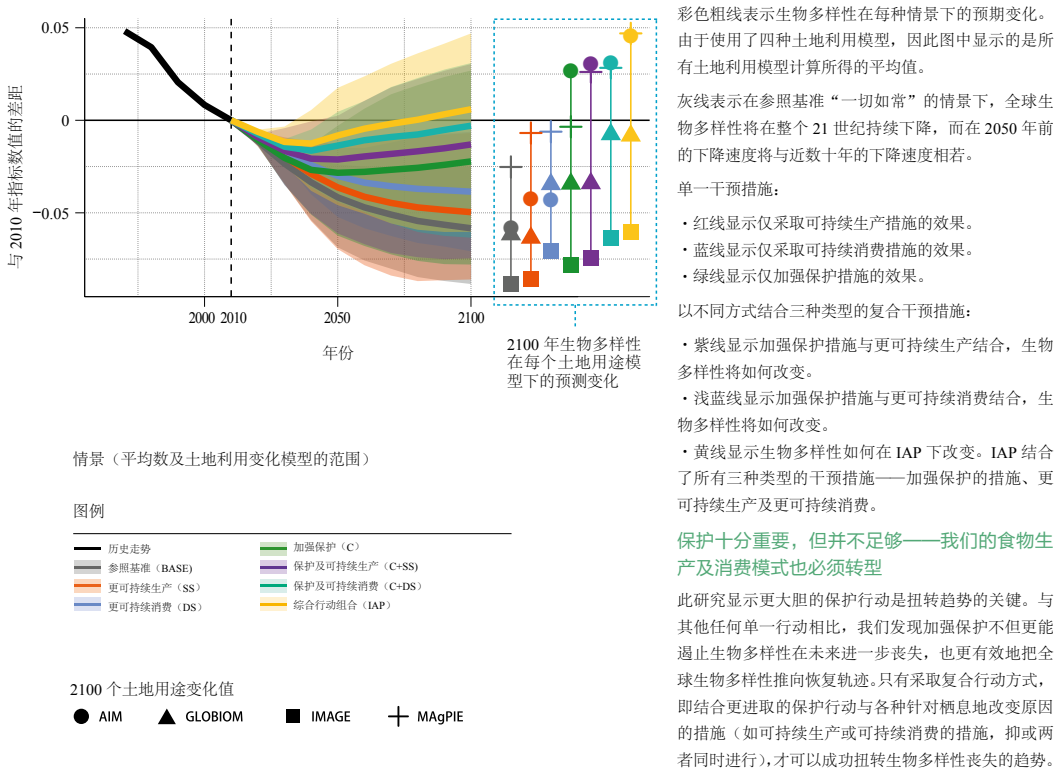 0.05
0
−0.05
与 2010 年指标数值的差距
2000 2010
2050
2100
年份
2100 年生物多样性
在每个土地用途模
型下的预测变化
情景（平均数及土地利用变化模型的范围）
图例
历史走势
参照基准（BASE）
更可持续生产（SS）
更可持续消费（DS）
加强保护（C）
保护及可持续生产（C+SS)
保护及可持续消费（C+DS）
综合行动组合（IAP）
2100 个土地用途变化值
AIM
GLOBIOM
IMAGE
MAgPIE
彩色粗线表示生物多样性在每种情景下的预期变化。
由于使用了四种土地利用模型，因此图中显示的是所
有土地利用模型计算所得的平均值。
灰线表示在参照基准“一切如常”的情景下，全球生
物多样性将在整个 21 世纪持续下降，而在 2050 年前
的下降速度将与近数十年的下降速度相若。
单一干预措施：
・红线显示仅采取可持续生产措施的效果。
・蓝线显示仅采取可持续消费措施的效果。
・绿线显示仅加强保护措施的效果。
以不同方式结合三种类型的复合干预措施：
・紫线显示加强保护措施与更可持续生产结合，生物
多样性将如何改变。
・浅蓝线显示加强保护措施与更可持续消费结合，生
物多样性将如何改变。
・黄线显示生物多样性如何在 IAP 下改变。IAP 结合
了所有三种类型的干预措施——加强保护的措施、更
可持续生产及更可持续消费。
保护十分重要，但并不足够——我们的食物生
产及消费模式也必须转型
此研究显示更大胆的保护行动是扭转趋势的关键。与
其他任何单一行动相比，我们发现加强保护不但更能
遏止生物多样性在未来进一步丧失，也更有效地把全
球生物多样性推向恢复轨迹。只有采取复合行动方式，
即结合更进取的保护行动与各种针对栖息地改变原因
的措施（如可持续生产或可持续消费的措施，抑或两
者同时进行），才可以成功扭转生物多样性丧失的趋势。